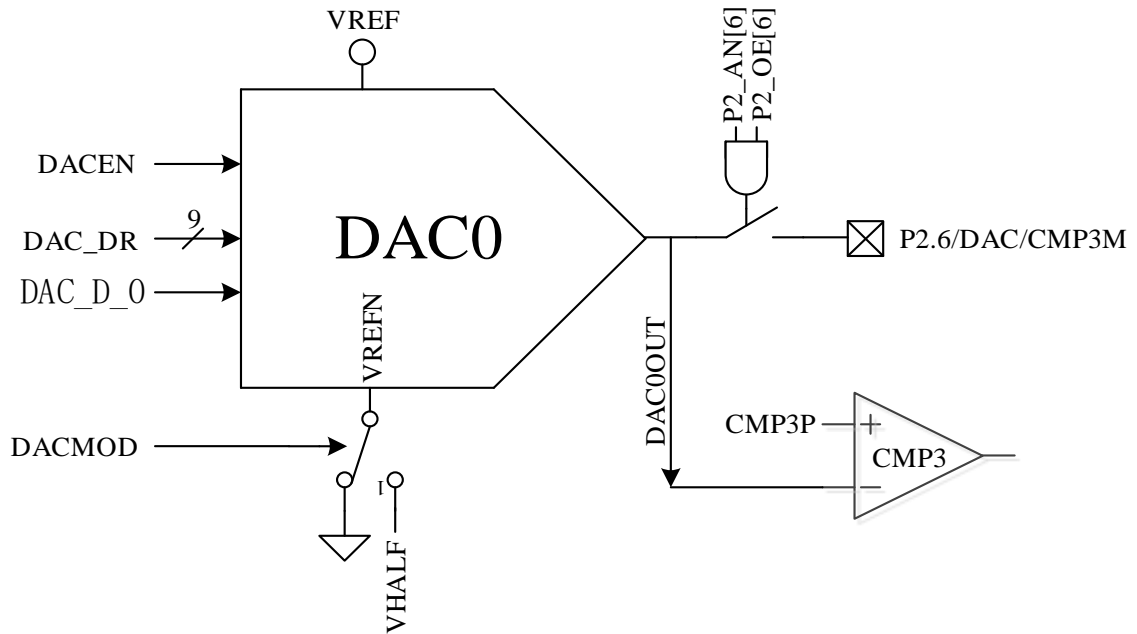 VREF
P2_AN[6]
P2_OE[6]
DACEN
9
DAC_DR
DAC0
P2.6/DAC/CMP3M
DAC_D_0
VREFN
DAC0OUT
CMP3P
+
CMP3
DACMOD
1
−
VHALF